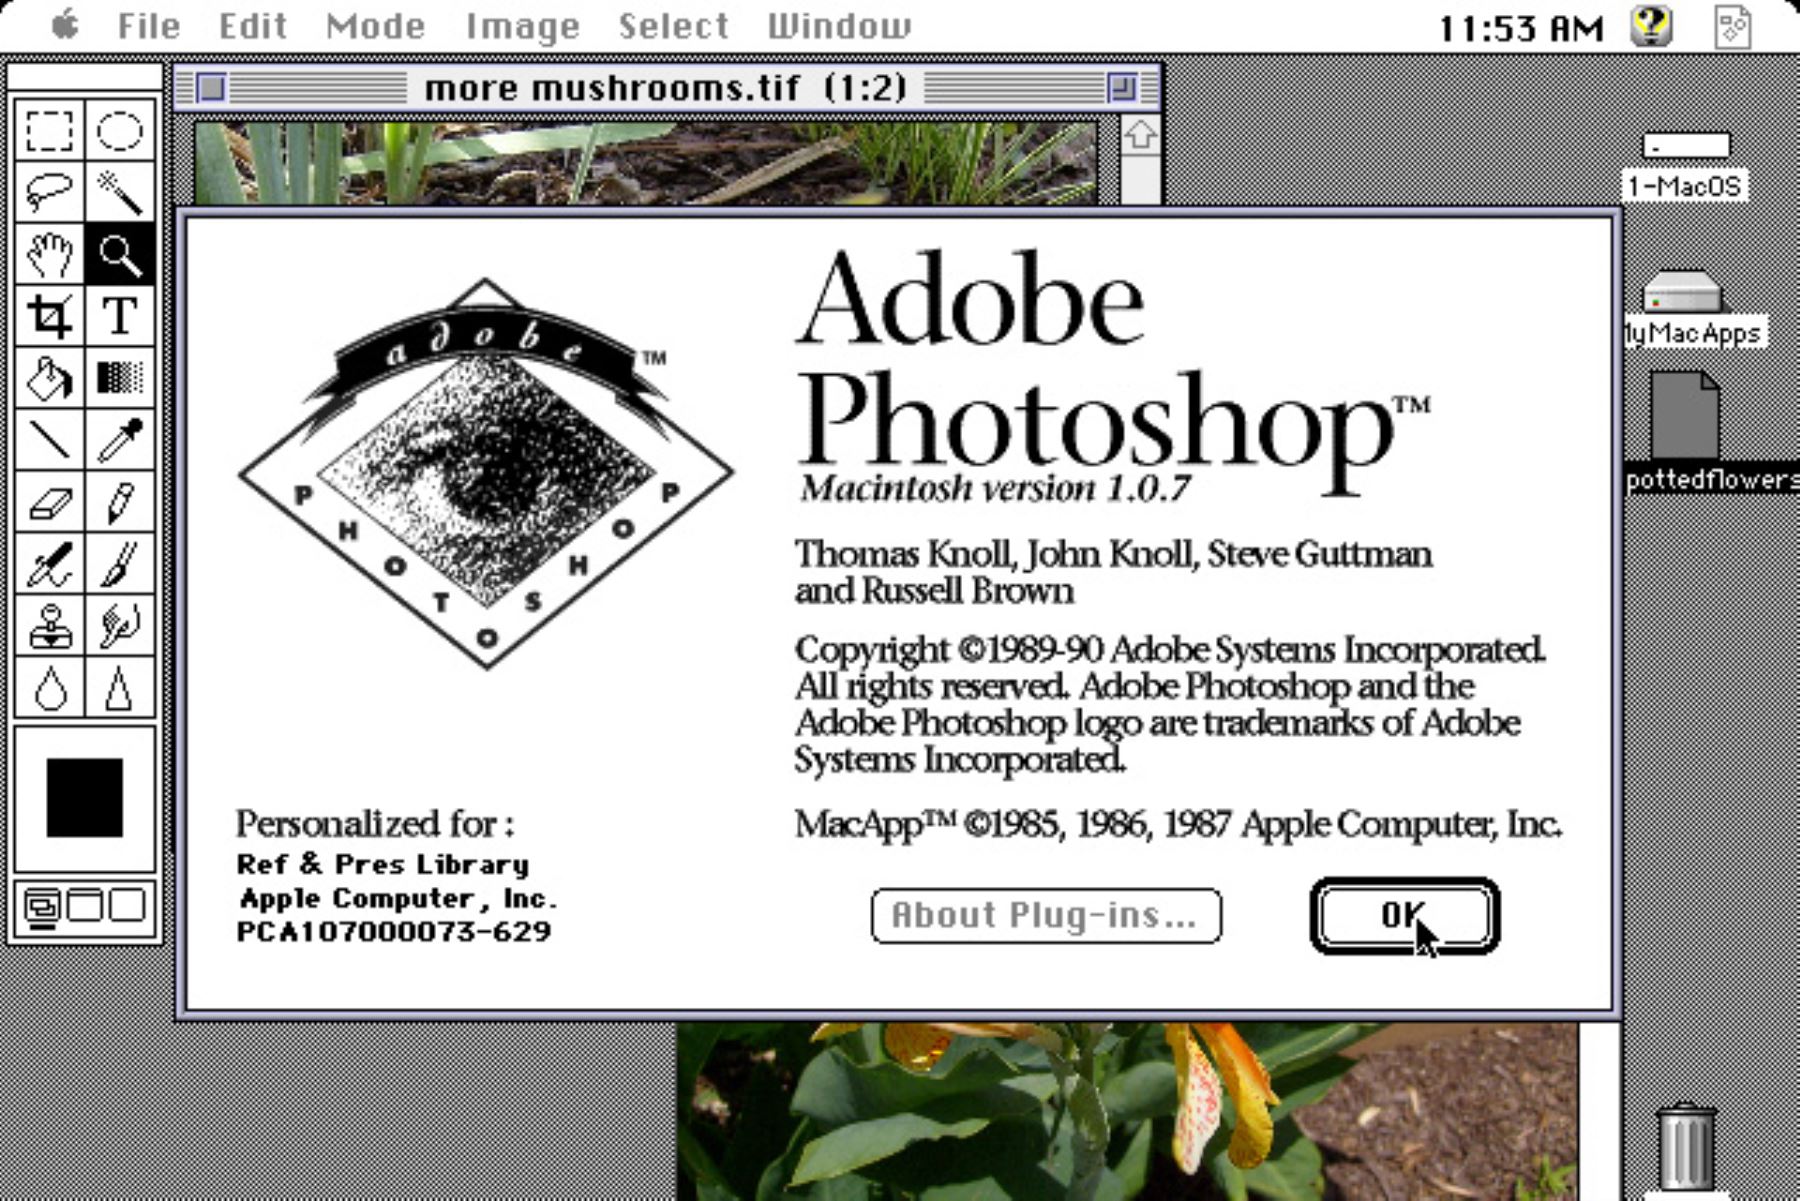 File Edit Mode Image Select Window 11:53 AM
more mushrooms.tif (1:2)
1-MacOS
MacApps
pottedflowers
T
adobe™
PHOTOSHOP
Adobe
Photoshop™
Macintosh version 1.0.7
Thomas Knoll, John Knoll, Steve Guttman
and Russell Brown
Copyright ©1989-90 Adobe Systems Incorporated.
All rights reserved. Adobe Photoshop and the
Adobe Photoshop logo are trademarks of Adobe
Systems Incorporated.
MacApp™ ©1985, 1986, 1987 Apple Computer, Inc.
Personalized for :
Ref & Pres Library
Apple Computer, Inc.
PCA107000073-629
About Plug-ins...
OK